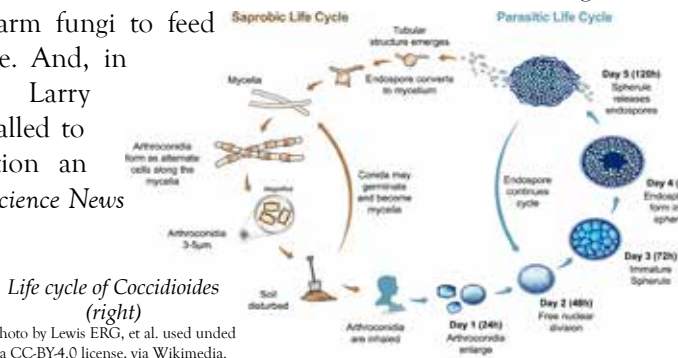 arm fungi to feed
e. And, in
Larry
alled to
tion an
cience News
Life cycle of Coccidioides
(right)
hoto by Lewis ERG, et al. used unded
a CC-BY-4.0 license, via Wikimedia.
Saprobic Life Cycle
Parasitic Life Cycle
Tubular
structure emerges
Endospore converts
to mycelium
Mycelia
Arthroconidia
form as alternate
cells along the
mycelia
Magnified
Arthroconidia
3-5μm
Conidia may
germinate
and become
mycelia
Soil
disturbed
Arthroconidia
are inhaled
Day 1 (24h)
Arthroconidia
enlarge
Day 2 (48h)
Free nuclear
division
Day 3 (72h)
Immature
Spherule
Day 4 (
Endosp
form i
spher
Day 5 (120h)
Spherule
releases
endospores
Endospore
continues
cycle